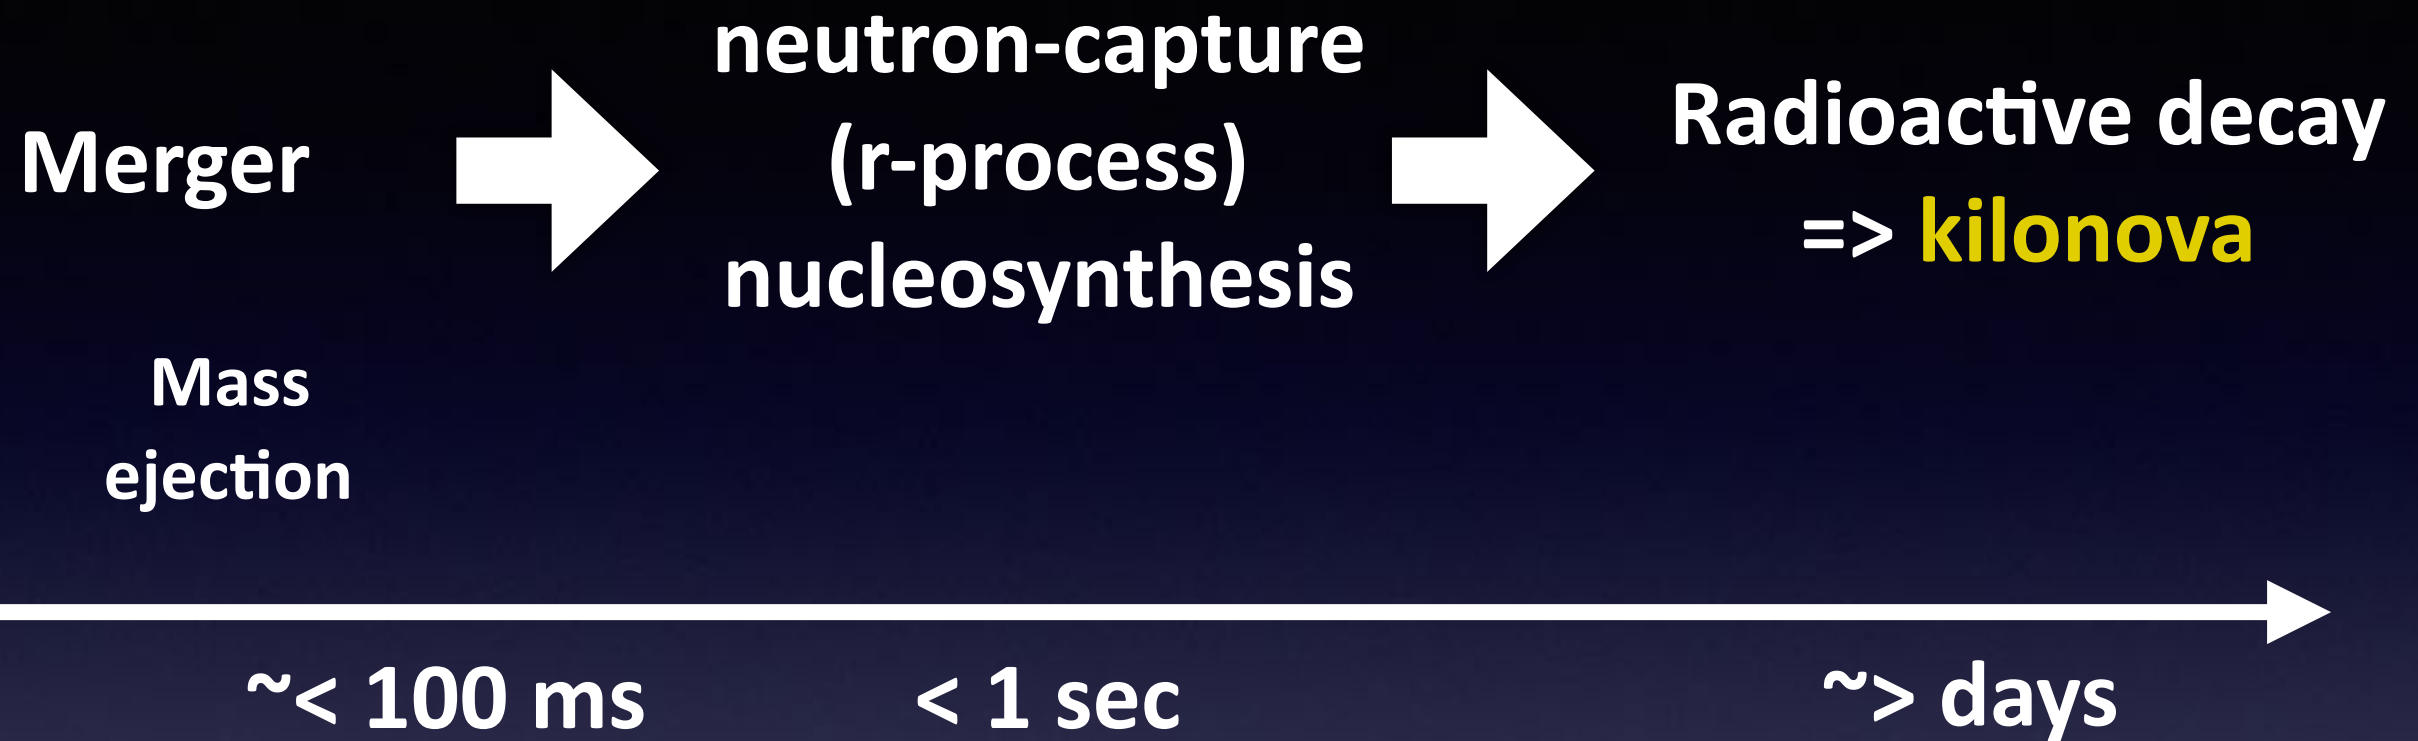 Merger
neutron-capture
(r-process)
nucleosynthesis
Radioactive decay
=> kilonova
Mass
ejection
~< 100 ms
< 1 sec
~> days